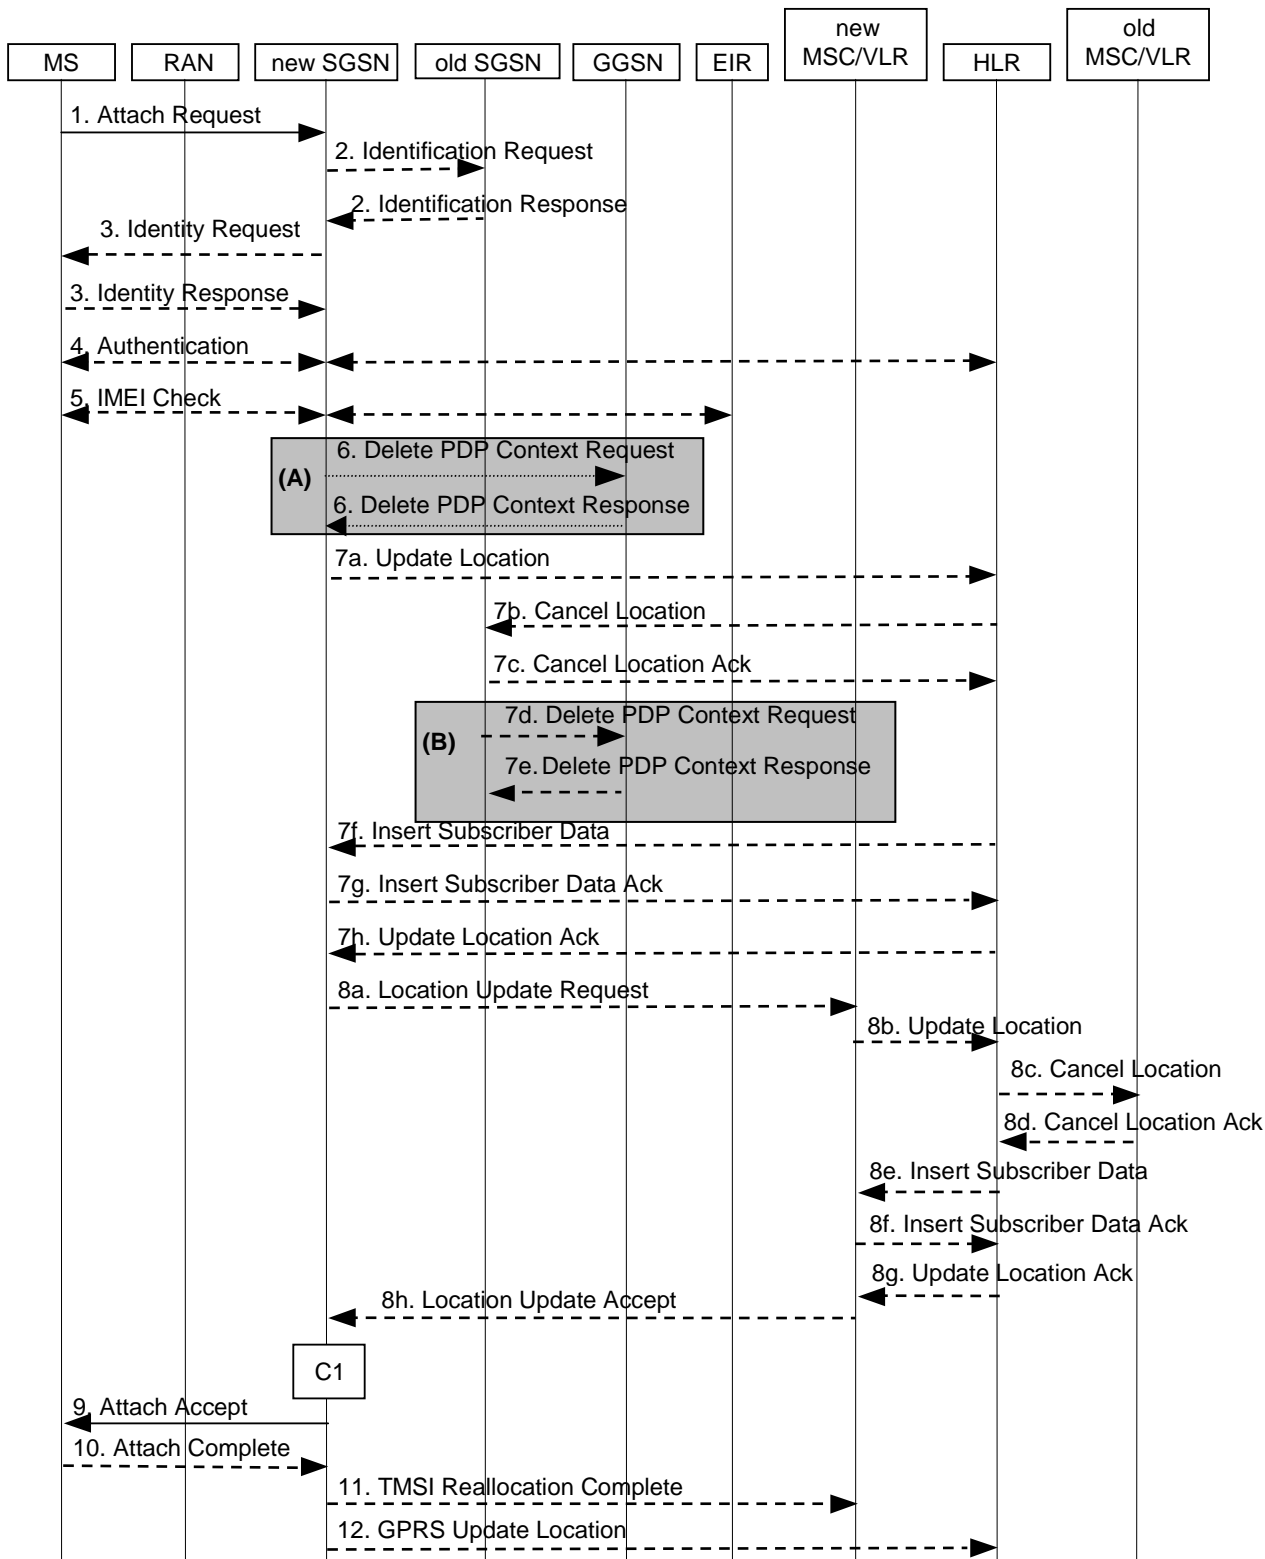 new
MSC/VLR
old
MSC/VLR
MS
RAN
new SGSN
old SGSN
GGSN
EIR
HLR
1. Attach Request
2. Identification Request
2. Identification Response
3. Identity Request
3. Identity Response
4. Authentication
5. IMEI Check
(A)
6. Delete PDP Context Request
6. Delete PDP Context Response
7a. Update Location
7b. Cancel Location
7c. Cancel Location Ack
(B)
7d. Delete PDP Context Request
7e. Delete PDP Context Response
7f. Insert Subscriber Data
7g. Insert Subscriber Data Ack
7h. Update Location Ack
8a. Location Update Request
8b. Update Location
8c. Cancel Location
8d. Cancel Location Ack
8e. Insert Subscriber Data
8f. Insert Subscriber Data Ack
8g. Update Location Ack
8h. Location Update Accept
C1
9. Attach Accept
10. Attach Complete
11. TMSI Reallocation Complete
12. GPRS Update Location